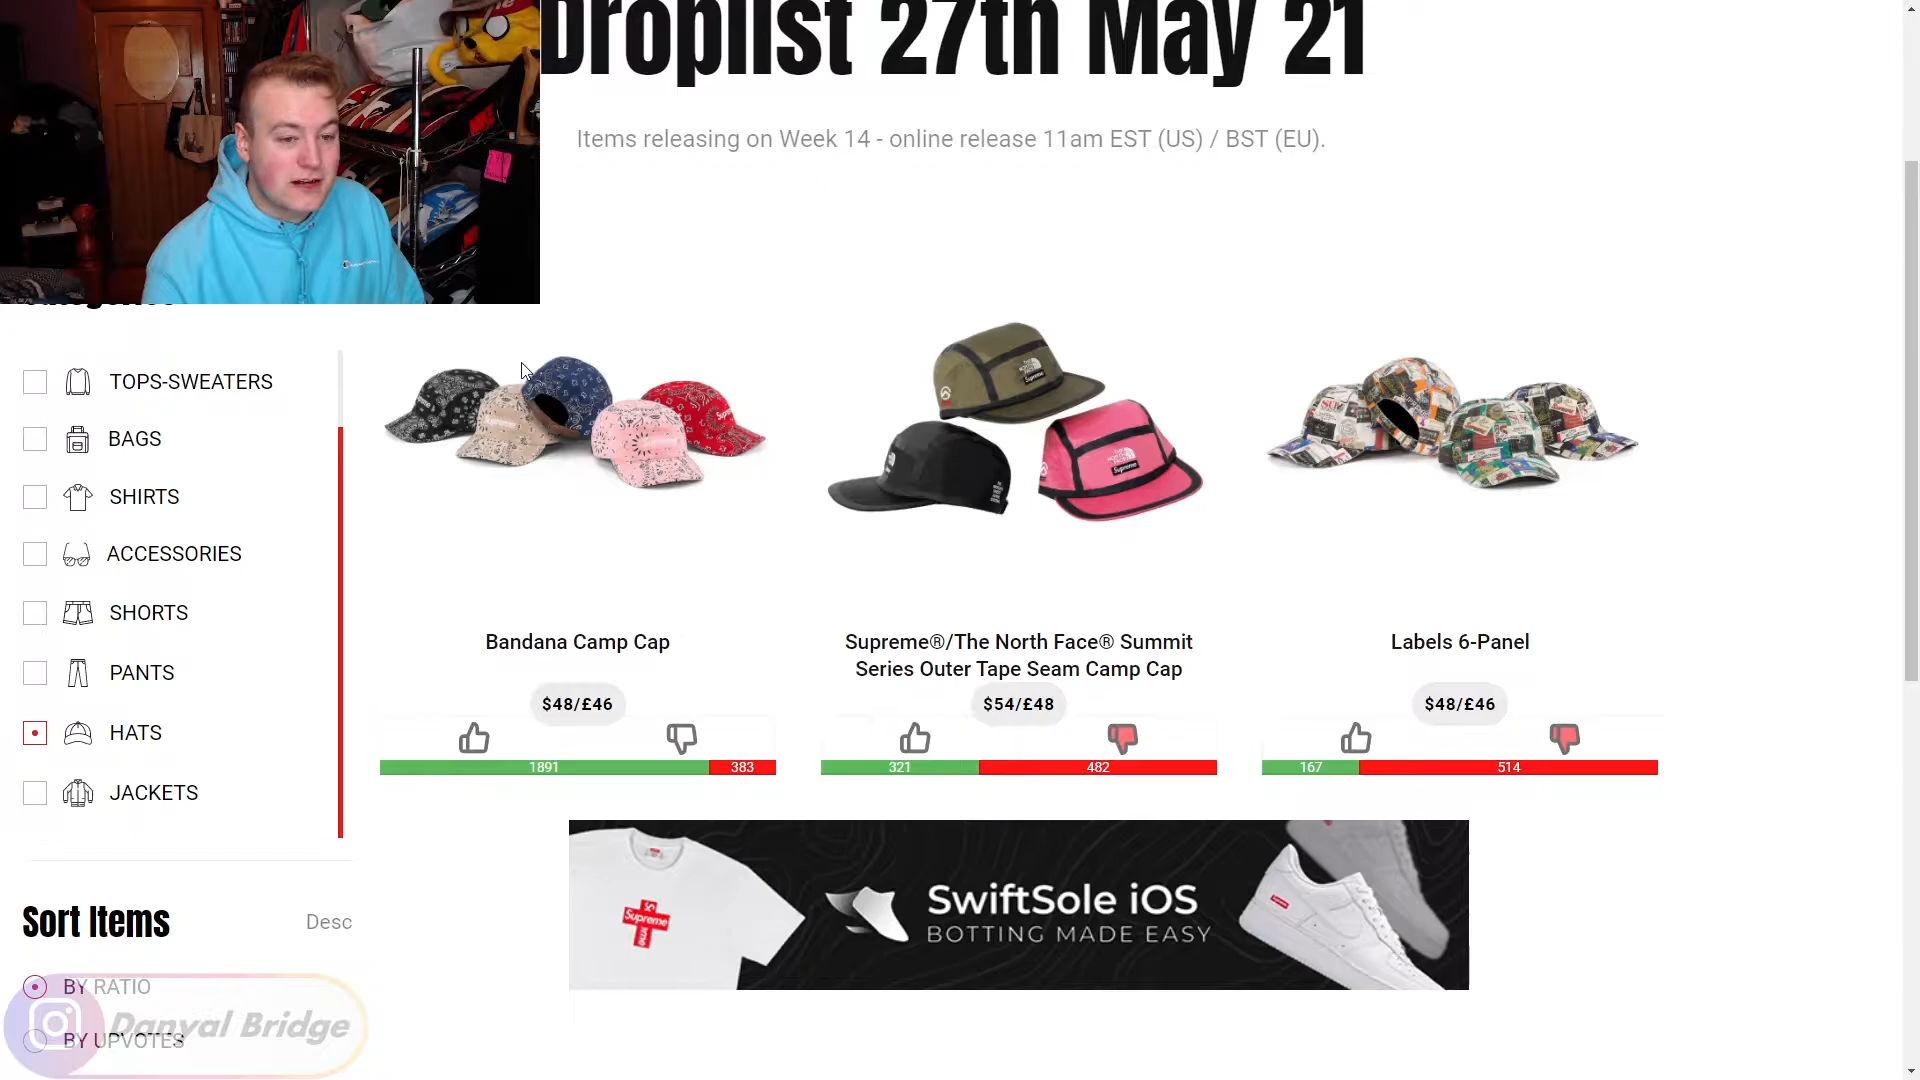 Droplist 27th May 21
Items releasing on Week 14 - online release 11am EST (US) / BST (EU).
TOPS-SWEATERS
BAGS
SHIRTS
ACCESSORIES
SHORTS
PANTS
HATS
JACKETS
Bandana Camp Cap
$48/£46
1891 383
Supreme®/The North Face® Summit
Series Outer Tape Seam Camp Cap
$54/£48
321 482
Labels 6-Panel
$48/£46
167 514
Supreme
SwiftSole iOS
BOTTING MADE EASY
Sort Items
Desc
BY RATIO
Danyal Bridge
BY UPVOTES